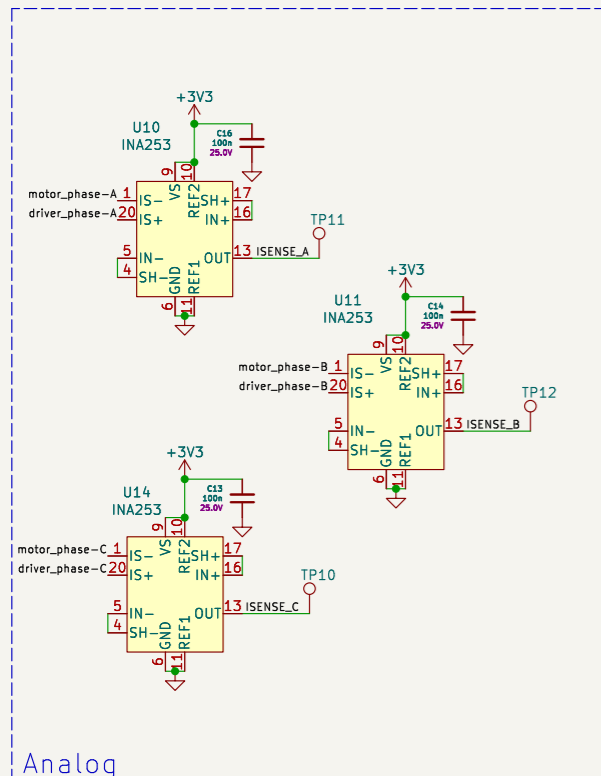 +3V3
U10
INA253
C16
100n
25.0V
9
10
VS
REF2
motor_phase-A
1
IS-
SH+
17
driver_phase-A
20
IS+
IN+
16
5
IN-
OUT
13
ISENSE_A
TP11
4
SH-
GND
REF1
6
11
+3V3
U11
INA253
C14
100n
25.0V
9
10
VS
REF2
motor_phase-B
1
IS-
SH+
17
driver_phase-B
20
IS+
IN+
16
5
IN-
OUT
13
ISENSE_B
TP12
4
SH-
GND
REF1
6
11
+3V3
U14
INA253
C13
100n
25.0V
9
10
VS
REF2
motor_phase-C
1
IS-
SH+
17
driver_phase-C
20
IS+
IN+
16
5
IN-
OUT
13
ISENSE_C
TP10
4
SH-
GND
REF1
6
11
Analog